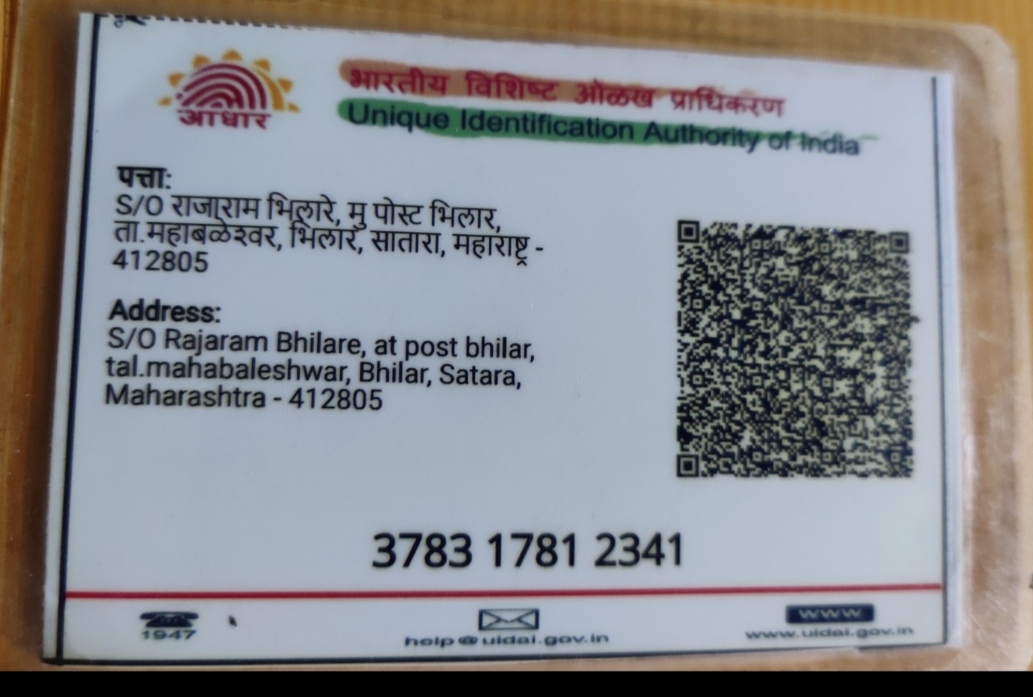 आधार
भारतीय विशिष्ट ओळख प्राधिकरण
Unique Identification Authority of India
पत्ता:
S/O राजाराम भिलारे, मु पोस्ट भिलार,
ता.महाबळेश्वर, भिलार, सातारा, महाराष्ट्र -
412805
Address:
S/O Rajaram Bhilare, at post bhilar,
tal.mahabaleshwar, Bhilar, Satara,
Maharashtra - 412805
3783 1781 2341
1947
help@uidai.gov.in
www
www.uidai.gov.in